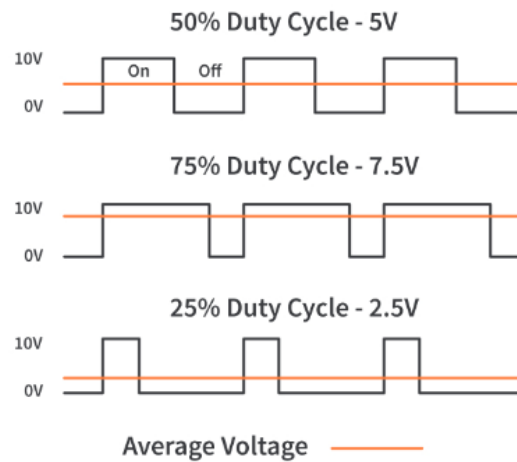 50% Duty Cycle - 5V
10V
On Off
0V
75% Duty Cycle - 7.5V
10V
0V
25% Duty Cycle - 2.5V
10V
0V
Average Voltage